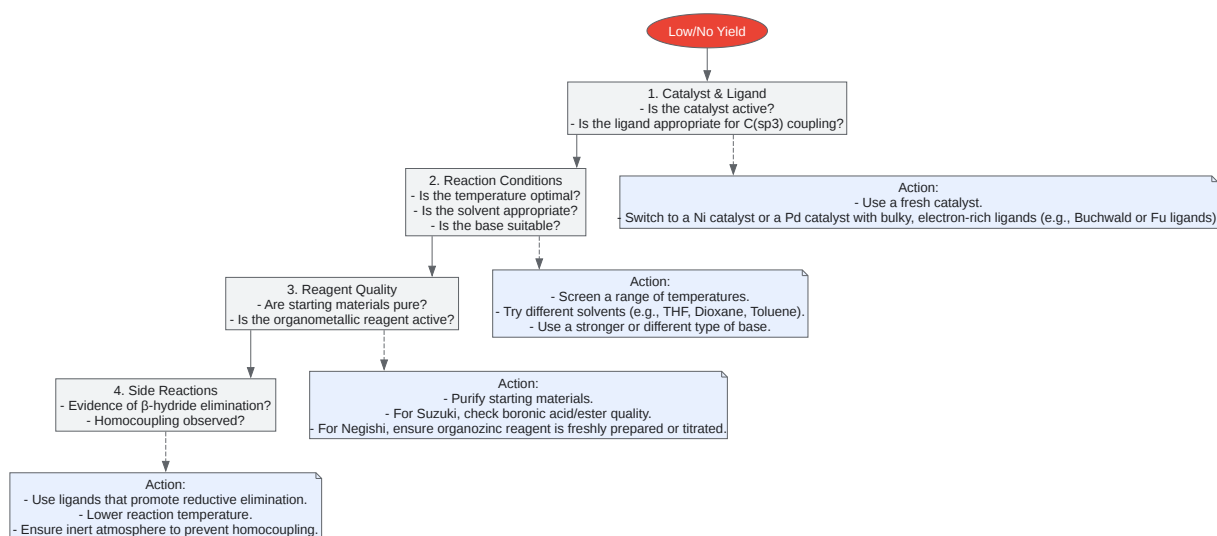 Low/No Yield
1. Catalyst & Ligand
- Is the catalyst active?
- Is the ligand appropriate for C(sp3) coupling?
2. Reaction Conditions
- Is the temperature optimal?
- Is the solvent appropriate?
- Is the base suitable?
Action:
- Use a fresh catalyst.
- Switch to a Ni catalyst or a Pd catalyst with bulky, electron-rich ligands (e.g., Buchwald or Fu ligands)
3. Reagent Quality
- Are starting materials pure?
- Is the organometallic reagent active?
Action:
- Screen a range of temperatures.
- Try different solvents (e.g., THF, Dioxane, Toluene).
- Use a stronger or different type of base.
4. Side Reactions
- Evidence of β-hydride elimination?
- Homocoupling observed?
Action:
- Purify starting materials.
- For Suzuki, check boronic acid/ester quality.
- For Negishi, ensure organozinc reagent is freshly prepared or titrated.
Action:
- Use ligands that promote reductive elimination.
- Lower reaction temperature.
- Ensure inert atmosphere to prevent homocoupling.